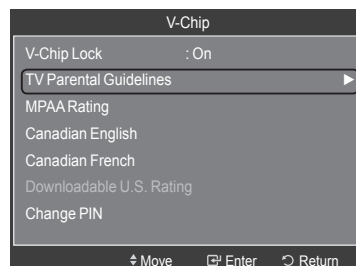 V-Chip
V-Chip Lock : On
TV Parental Guidelines
MPAA Rating
Canadian English
Canadian French
Downloadable U.S. Rating
Change PIN
Move Enter Return